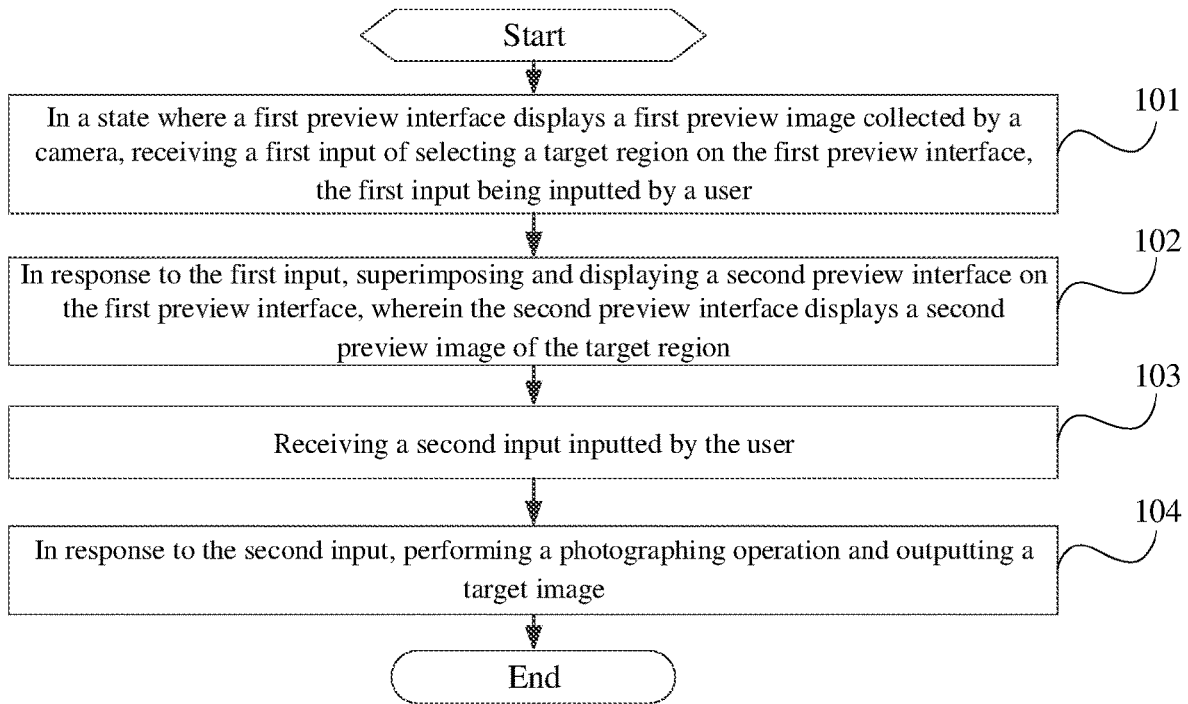 Start
In a state where a first preview interface displays a first preview image collected by a
camera, receiving a first input of selecting a target region on the first preview interface,
the first input being inputted by a user
101
In response to the first input, superimposing and displaying a second preview interface on
the first preview interface, wherein the second preview interface displays a second
preview image of the target region
102
Receiving a second input inputted by the user
103
In response to the second input, performing a photographing operation and outputting a
target image
104
End